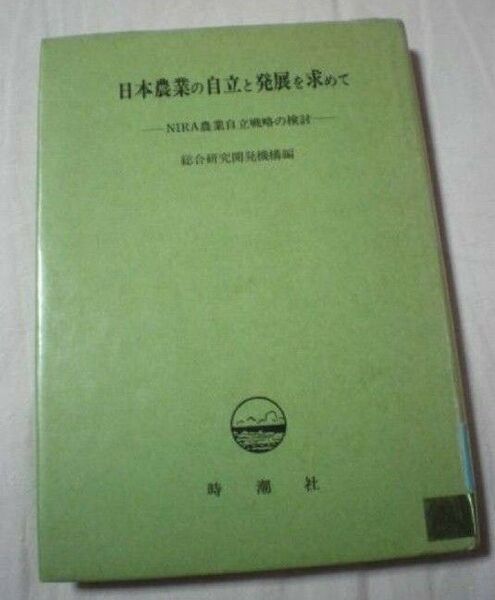 日本農業の自立と発展を求めて
―NIRA農業自立戦略の検討―
総合研究開発機構編
時潮社